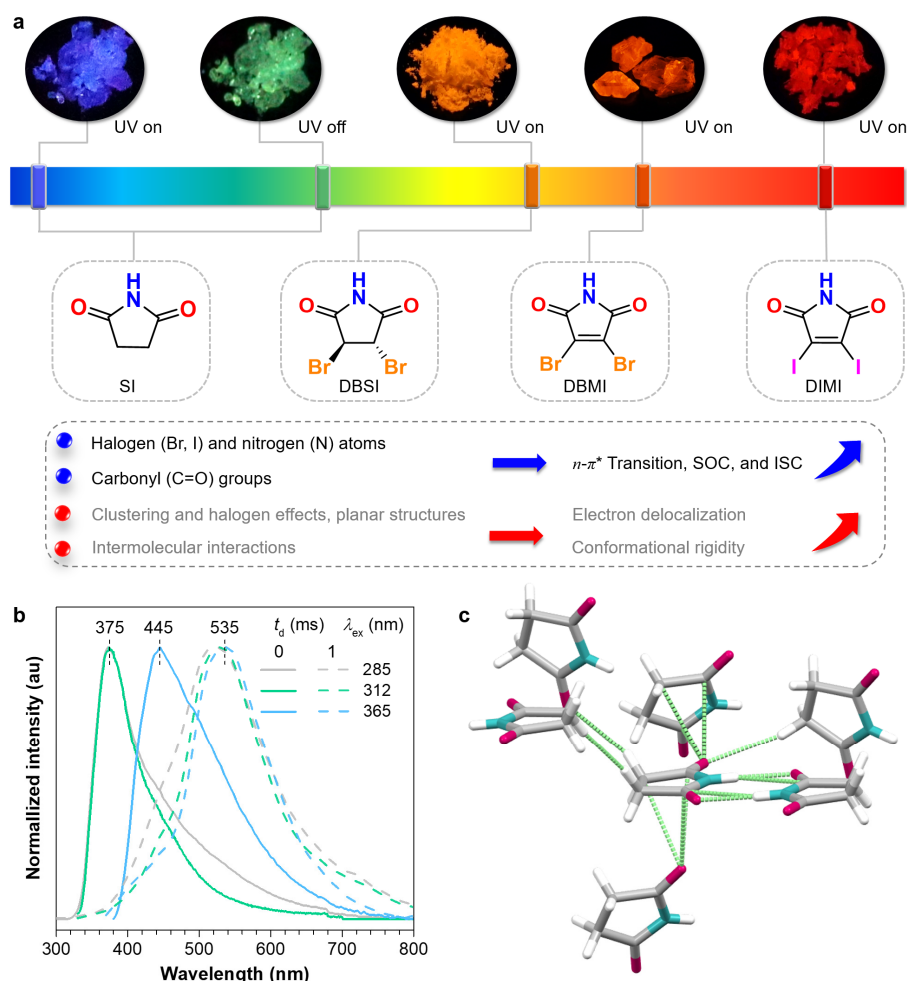 a
UV on
UV off
UV on
UV on
UV on
H
N
O
O
SI
H
N
O
O
Br
Br
DBSI
H
N
O
O
Br
Br
DBMI
H
N
O
O
I
I
DIMI
Halogen (Br, I) and nitrogen (N) atoms
Carbonyl (C=O) groups
n-π* Transition, SOC, and ISC
Clustering and halogen effects, planar structures
Electron delocalization
Intermolecular interactions
Conformational rigidity
b
375 445 535
td (ms) λex (nm)
0 1
285
312
365
Normalized intensity (au)
300 400 500 600 700 800
Wavelength (nm)
c